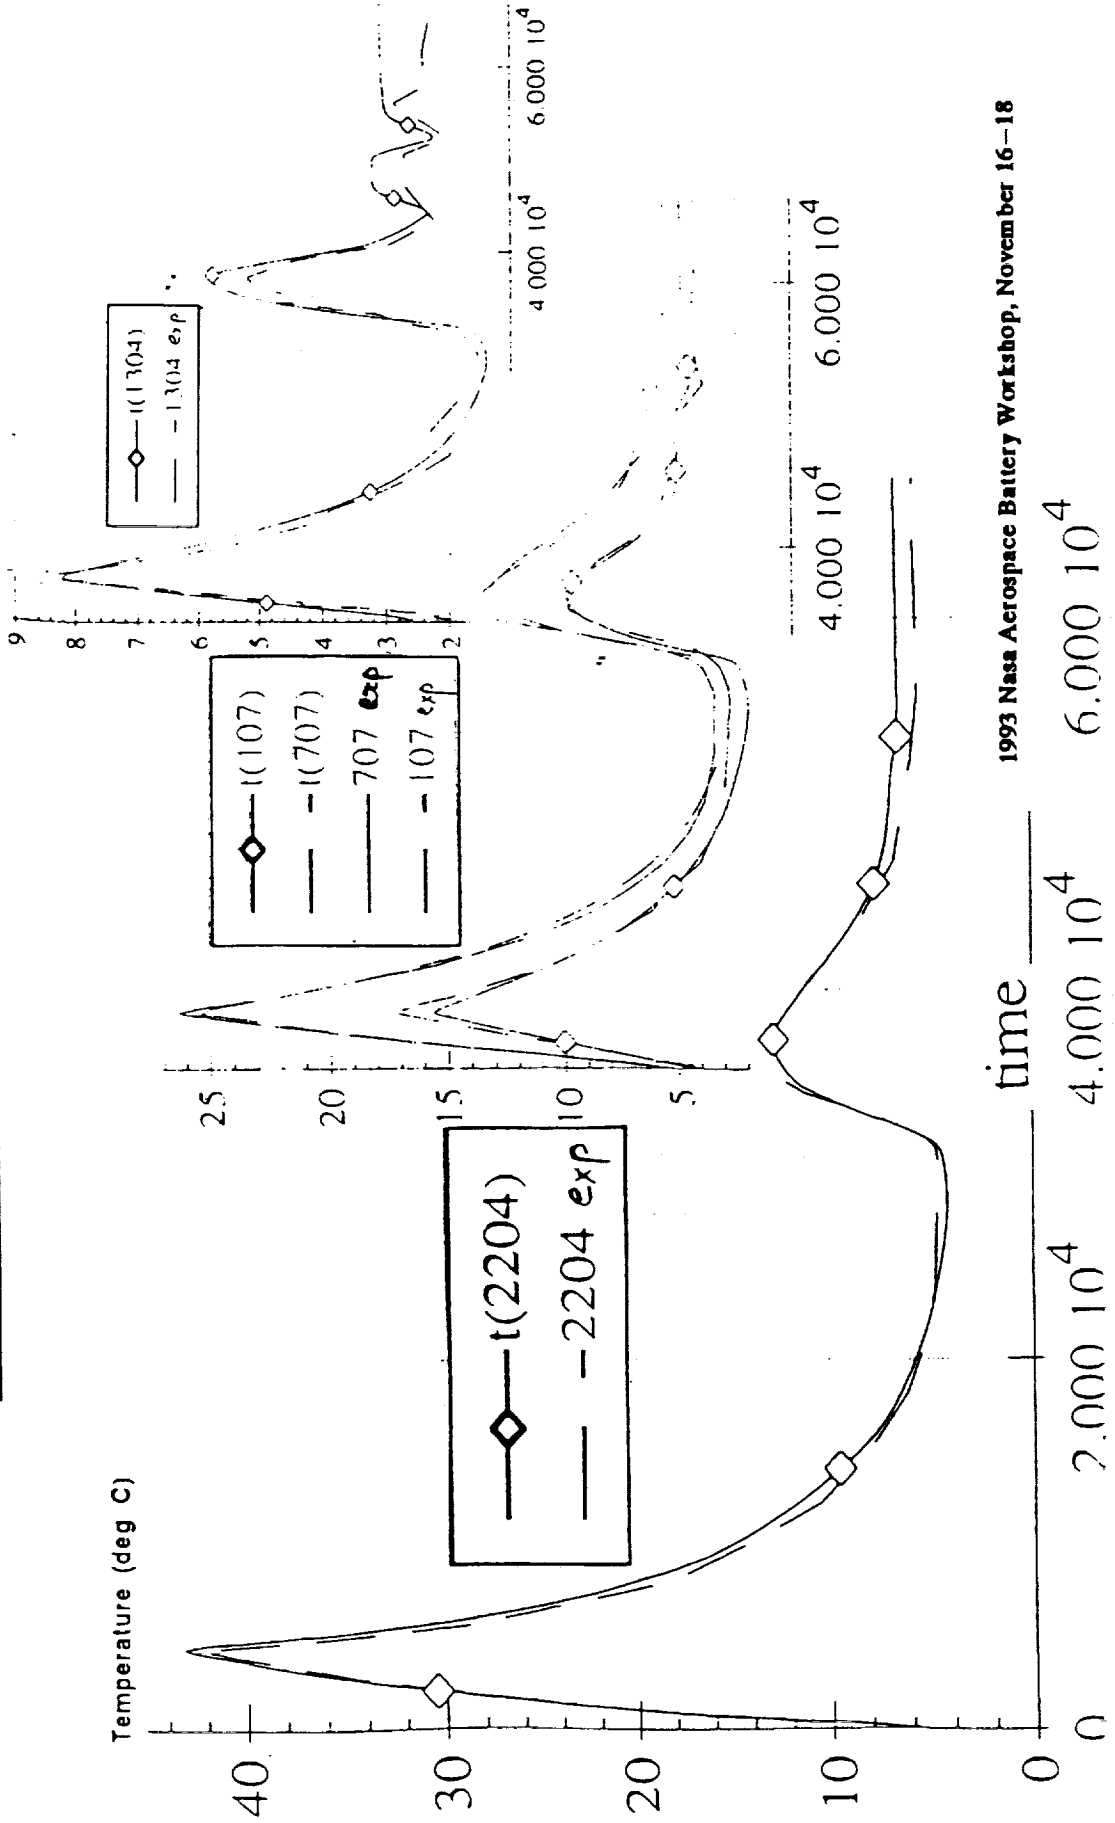 Temperature (deg C)
40
30
20
10
0
0
2.000 10^4
4.000 10^4
6.000 10^4
time
t(2204)
2204 exp
25
20
15
10
5
4.000 10^4
6.000 10^4
t(107)
t(707)
707 exp
107 exp
9
8
7
6
5
4
3
2
4.000 10^4
6.000 10^4
t(1304)
1304 exp
1993 Nasa Aerospace Battery Workshop, November 16-18